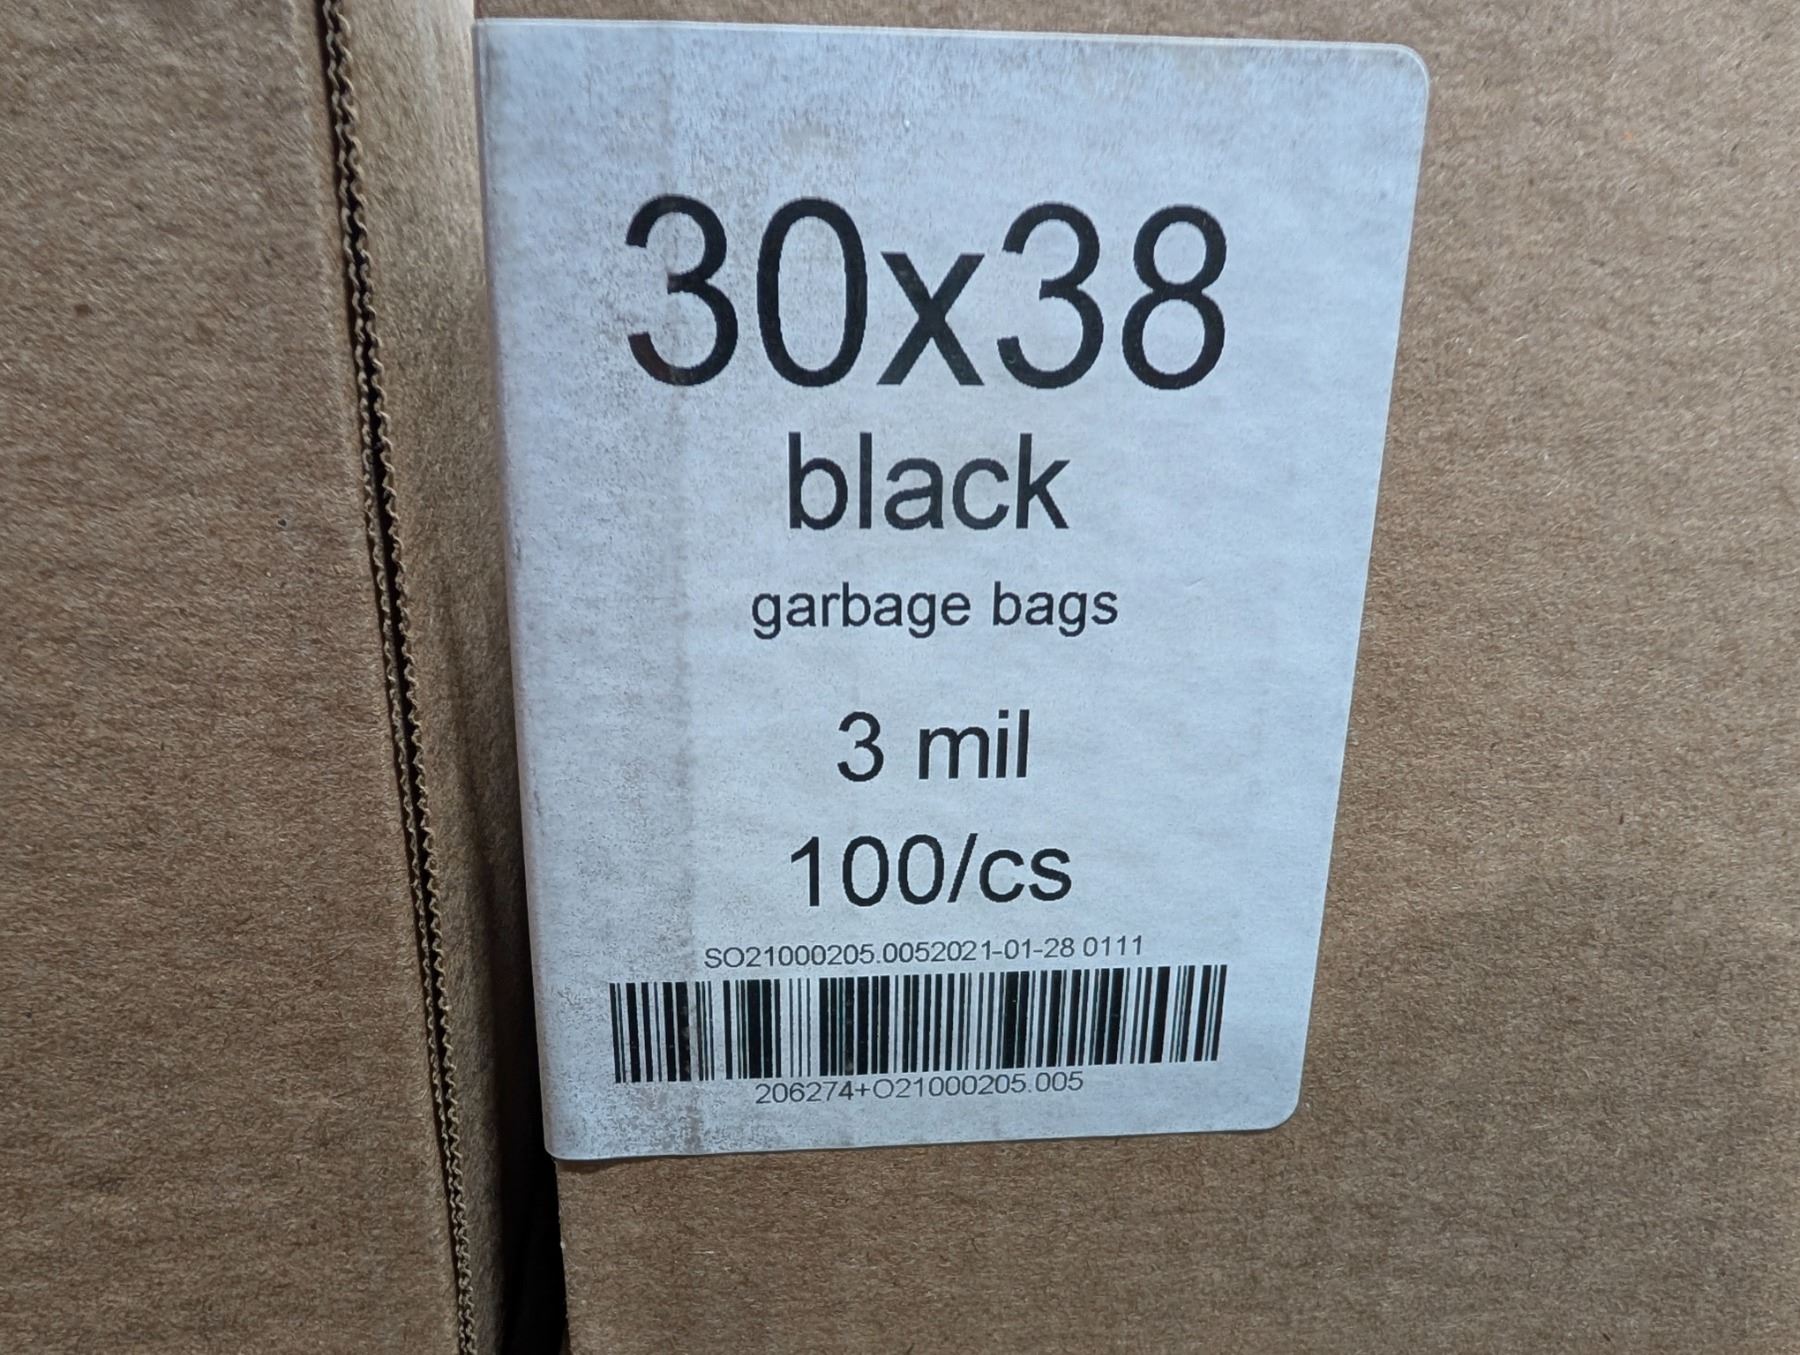 30x38
black
garbage bags
3 mil
100/cs
SO21000205.0052021-01-28 0111
206274+O21000205.005